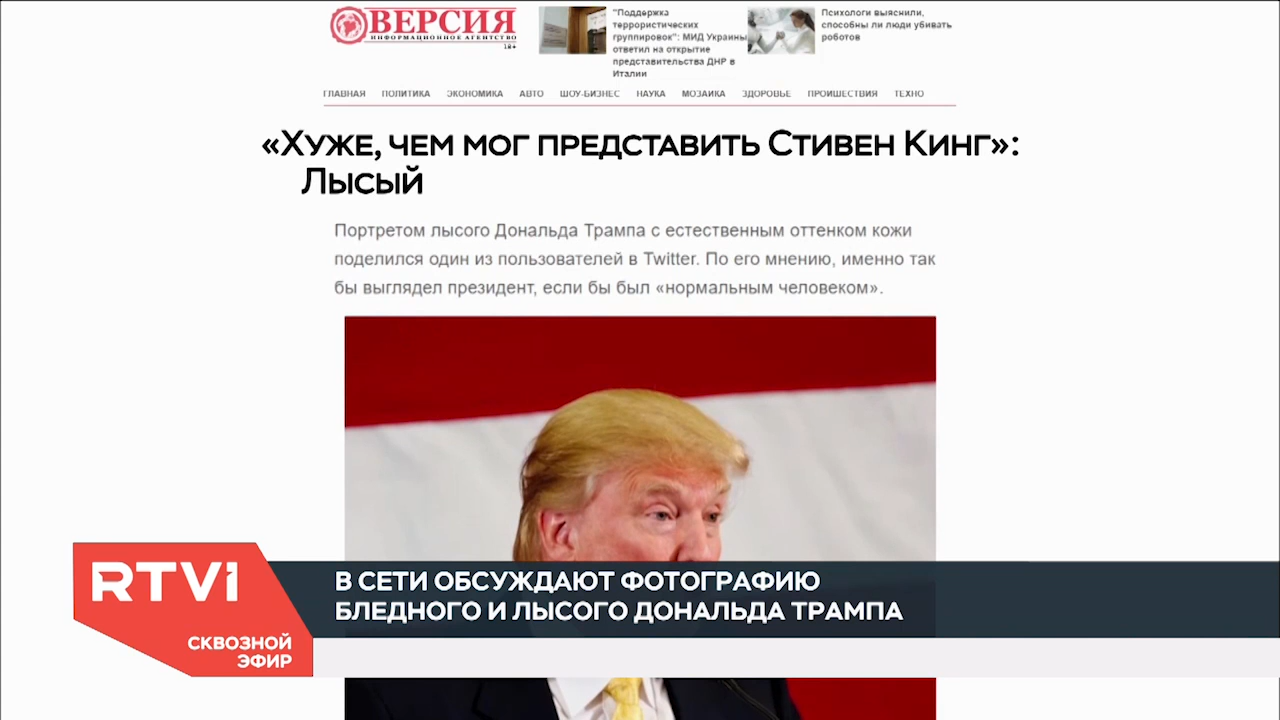 ВЕРСИЯ
ИНФОРМАЦИОННОЕ АГЕНТСТВО
18+
"Поддержка
террористических
группировок": МИД Украины
ответил на открытие
представительства ДНР в
Италии
Психологи выяснили,
способны ли люди убивать
роботов
ГЛАВНАЯ ПОЛИТИКА ЭКОНОМИКА АВТО ШОУ-БИЗНЕС НАУКА МОЗАИКА ЗДОРОВЬЕ ПРОИШЕСТВИЯ ТЕХНО
«Хуже, чем мог представить Стивен Кинг»:
Лысый
Портретом лысого Дональда Трампа с естественным оттенком кожи
поделился один из пользователей в Twitter. По его мнению, именно так
бы выглядел президент, если бы был «нормальным человеком».
RTVI
СКВОЗНОЙ
ЭФИР
В СЕТИ ОБСУЖДАЮТ ФОТОГРАФИЮ
БЛЕДНОГО И ЛЫСОГО ДОНАЛЬДА ТРАМПА